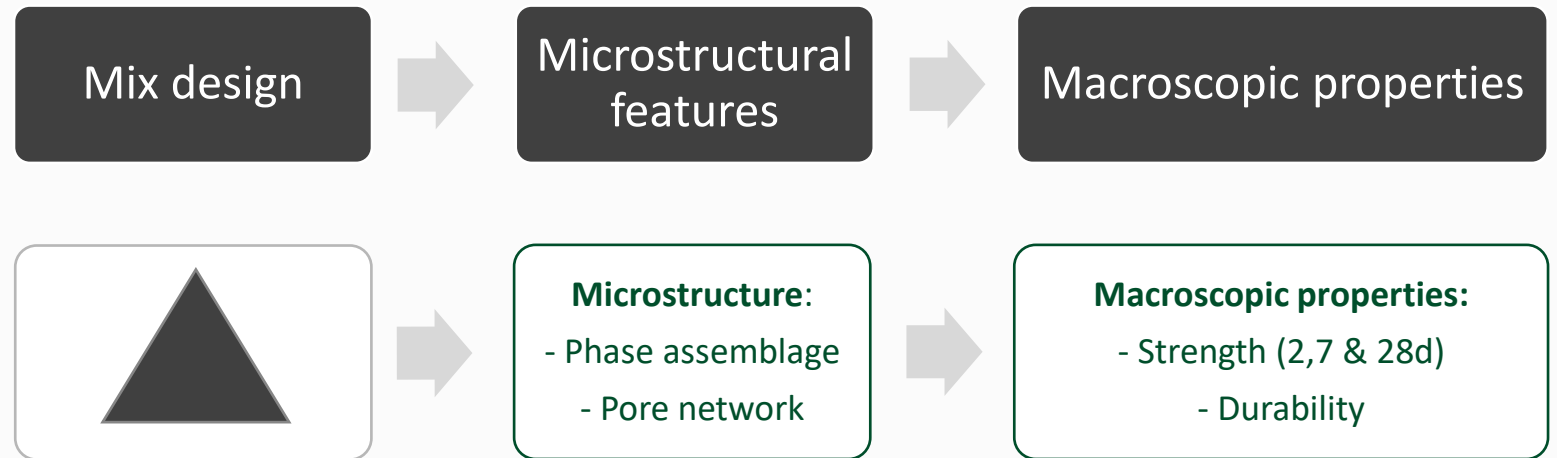 Mix design
Microstructural
features
Macroscopic properties
Microstructure:
- Phase assemblage
- Pore network
Macroscopic properties:
- Strength (2,7 & 28d)
- Durability